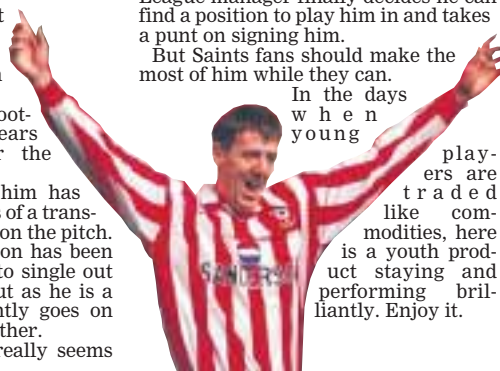 t
oot-
ears
r the
him has
s of a trans-
on the pitch.
on has been
to single out
ut as he is a
ntly goes on
ther.
really seems
League manager finally decides he can
find a position to play him in and takes
a punt on signing him.
But Saints fans should make the
most of him while they can.
In the days
when
young
play-
ers are
traded
like com-
modities, here
is a youth prod-
uct staying and
performing bril-
liantly. Enjoy it.
SANDERSON